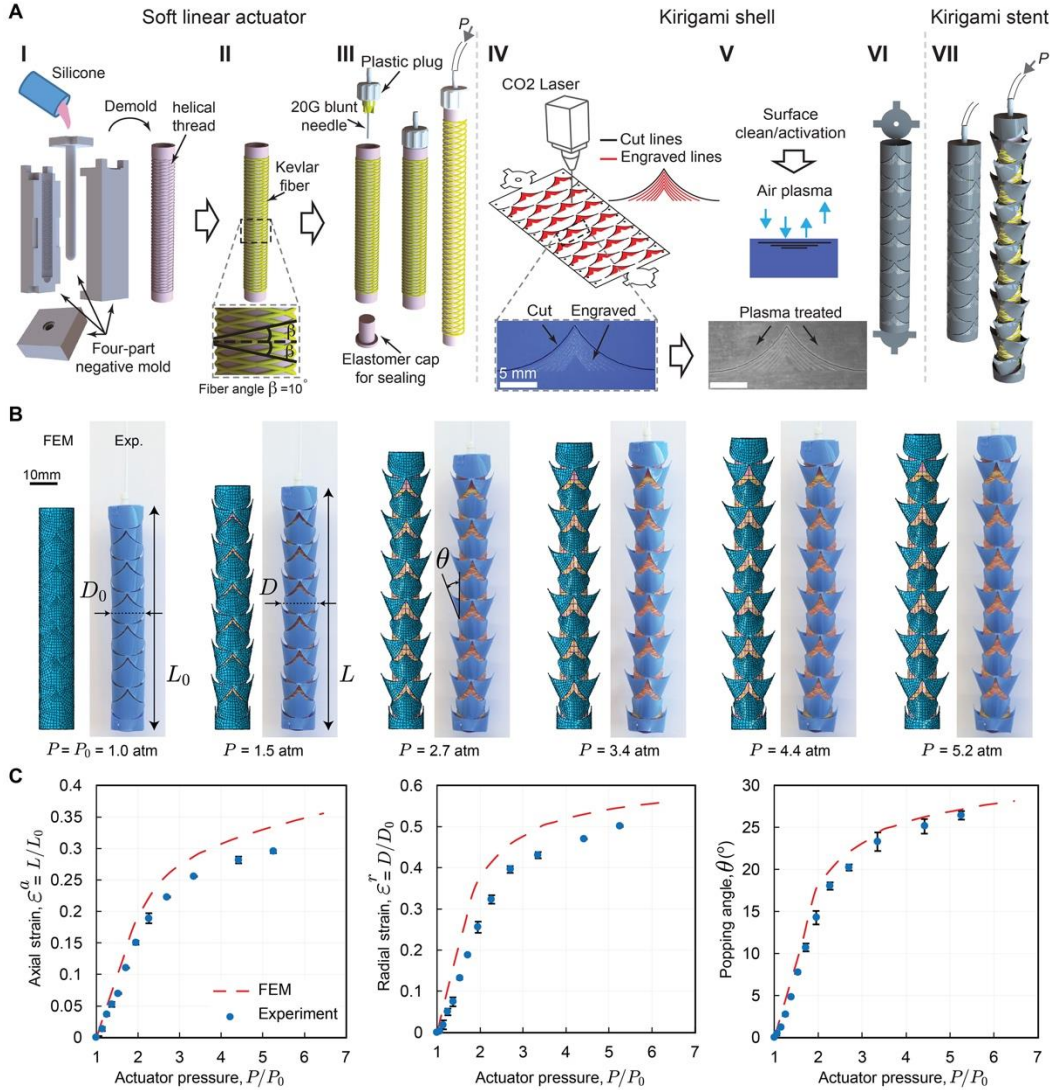 A
Soft linear actuator
Kirigami shell
Kirigami stent
I
II
III
IV
V
VI
VII
Silicone
Demold
helical
thread
Four-part
negative mold
Kevlar
fiber
β
β
Fiber angle β =10°
Plastic plug
20G blunt
needle
P
Elastomer cap
for sealing
CO2 Laser
Cut lines
Engraved lines
Cut
Engraved
5 mm
Surface
clean/activation
Air plasma
Plasma treated
P
B
FEM
Exp.
10mm
D₀
L₀
D
L
θ
P = P₀ = 1.0 atm
P = 1.5 atm
P = 2.7 atm
P = 3.4 atm
P = 4.4 atm
P = 5.2 atm
C
Axial strain, εᵃ = L/L₀
0.4
0.35
0.3
0.25
0.2
0.15
0.1
0.05
0
1 2 3 4 5 6 7
FEM
Experiment
Actuator pressure, P/P₀
Radial strain, εʳ = D/D₀
0.6
0.5
0.4
0.3
0.2
0.1
0
1 2 3 4 5 6 7
Actuator pressure, P/P₀
Popping angle, θ(°)
30
25
20
15
10
5
0
1 2 3 4 5 6 7
Actuator pressure, P/P₀